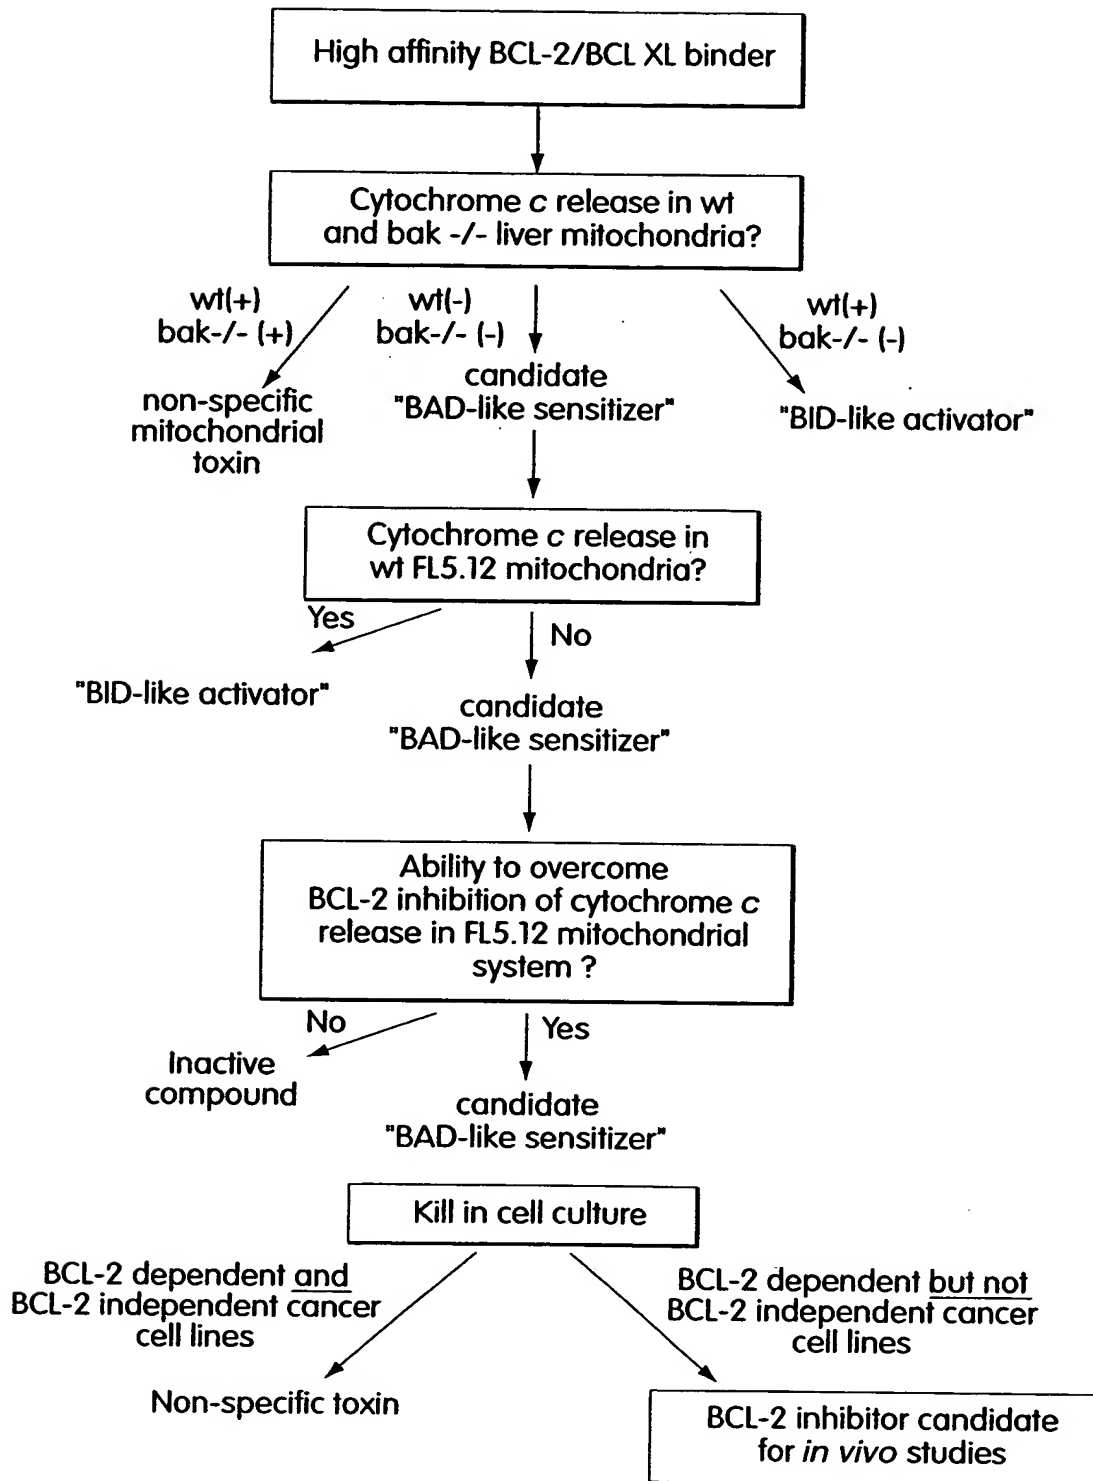 High affinity BCL-2/BCL XL binder
Cytochrome c release in wt
and bak -/- liver mitochondria?
wt(+)
bak-/- (+)
wt(-)
bak-/- (-)
wt(+)
bak-/- (-)
non-specific
mitochondrial
toxin
candidate
"BAD-like sensitizer"
"BID-like activator"
Cytochrome c release in
wt FL5.12 mitochondria?
Yes
No
"BID-like activator"
candidate
"BAD-like sensitizer"
Ability to overcome
BCL-2 inhibition of cytochrome c
release in FL5.12 mitochondrial
system ?
No
Yes
Inactive
compound
candidate
"BAD-like sensitizer"
Kill in cell culture
BCL-2 dependent and
BCL-2 independent cancer
cell lines
BCL-2 dependent but not
BCL-2 independent cancer
cell lines
Non-specific toxin
BCL-2 inhibitor candidate
for in vivo studies